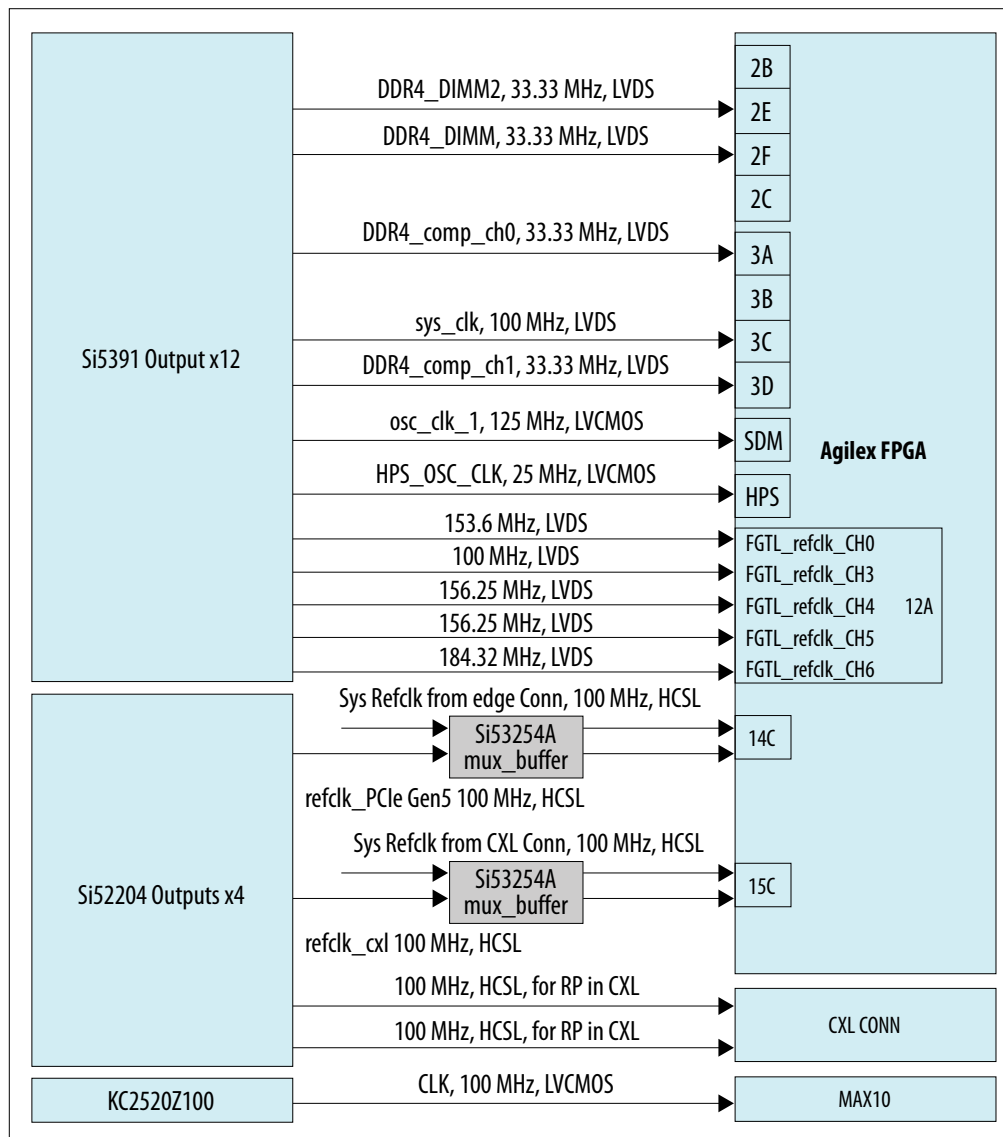 2B
DDR4_DIMM2, 33.33 MHz, LVDS
2E
DDR4_DIMM, 33.33 MHz, LVDS
2F
2C
DDR4_comp_ch0, 33.33 MHz, LVDS
3A
3B
sys_clk, 100 MHz, LVDS
3C
Si5391 Output x12
DDR4_comp_ch1, 33.33 MHz, LVDS
3D
osc_clk_1, 125 MHz, LVCMOS
SDM
Agilex FPGA
HPS_OSC_CLK, 25 MHz, LVCMOS
HPS
153.6 MHz, LVDS
FGTL_refclk_CH0
100 MHz, LVDS
FGTL_refclk_CH3
156.25 MHz, LVDS
FGTL_refclk_CH4
12A
156.25 MHz, LVDS
FGTL_refclk_CH5
184.32 MHz, LVDS
FGTL_refclk_CH6
Sys Refclk from edge Conn, 100 MHz, HCSL
Si53254A
mux_buffer
14C
refclk_PCIe Gen5 100 MHz, HCSL
Sys Refclk from CXL Conn, 100 MHz, HCSL
Si52204 Outputs x4
Si53254A
mux_buffer
15C
refclk_cxl 100 MHz, HCSL
100 MHz, HCSL, for RP in CXL
CXL CONN
100 MHz, HCSL, for RP in CXL
KC2520Z100
CLK, 100 MHz, LVCMOS
MAX10